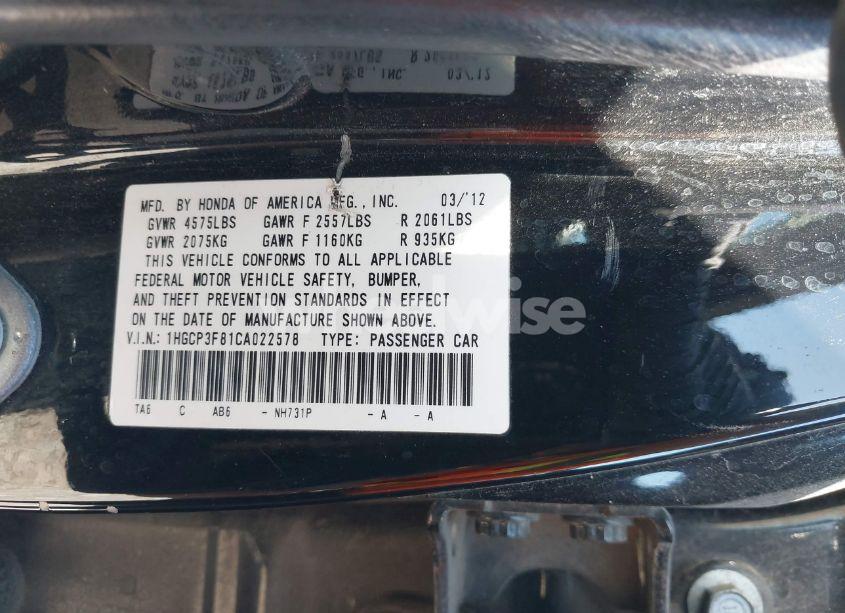 MFD. BY HONDA OF AMERICA MFG., INC. 03/'12
GVWR 4575LBS GAWR F 2557LBS R 2061LBS
GVWR 2075KG GAWR F 1160KG R 935KG
THIS VEHICLE CONFORMS TO ALL APPLICABLE
FEDERAL MOTOR VEHICLE SAFETY, BUMPER,
AND THEFT PREVENTION STANDARDS IN EFFECT
ON THE DATE OF MANUFACTURE SHOWN ABOVE.
V.I.N.: 1HGCP3F81CA022578 TYPE: PASSENGER CAR
TA6 C AB6 - NH731P - A - A